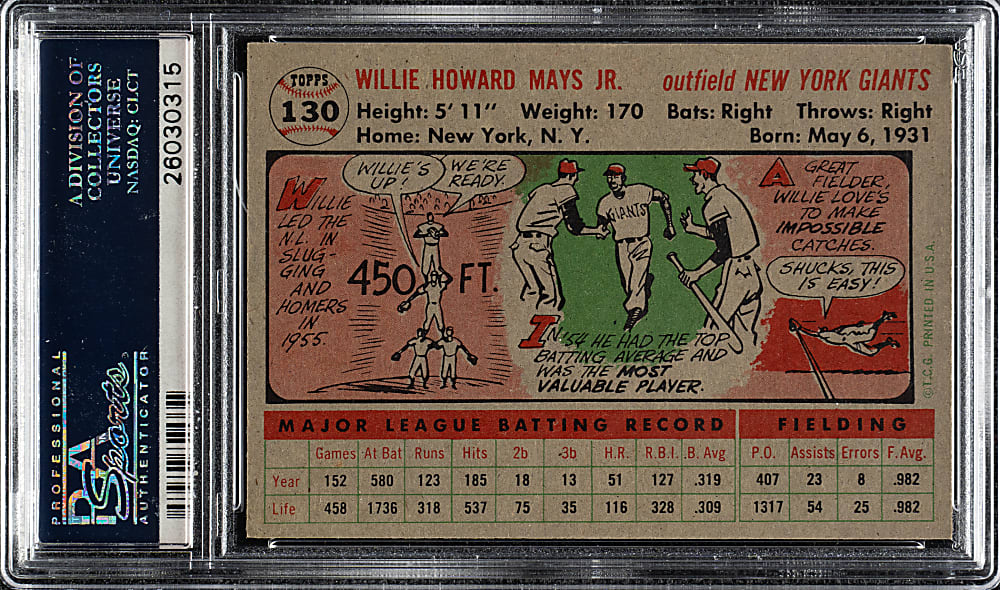 A DIVISION OF
COLLECTORS
UNIVERSE
NASDAQ: CLCT
26030315
PROFESSIONAL
PSA
Sports
AUTHENTICATOR
TOPPS
130
WILLIE HOWARD MAYS JR. outfield NEW YORK GIANTS
Height: 5' 11" Weight: 170 Bats: Right Throws: Right
Home: New York, N. Y. Born: May 6, 1931
WILLIE
LED THE
N.L. IN
SLUG-
GING
AND
HOMERS
IN
1955.
WILLIE'S
UP!
WE'RE
READY.
450 FT.
GIANTS
IN '54 HE HAD THE TOP
BATTING AVERAGE AND
WAS THE MOST
VALUABLE PLAYER.
A GREAT
FIELDER,
WILLIE LOVE'S
TO MAKE
IMPOSSIBLE
CATCHES.
SHUCKS, THIS
IS EASY!
© T.C.G. PRINTED IN U.S.A.
MAJOR LEAGUE BATTING RECORD FIELDING
Games At Bat Runs Hits 2b 3b H.R. R.B.I. B. Avg P.O. Assists Errors F. Avg.
Year 152 580 123 185 18 13 51 127 .319 407 23 8 .982
Life 458 1736 318 537 75 35 116 328 .309 1317 54 25 .982